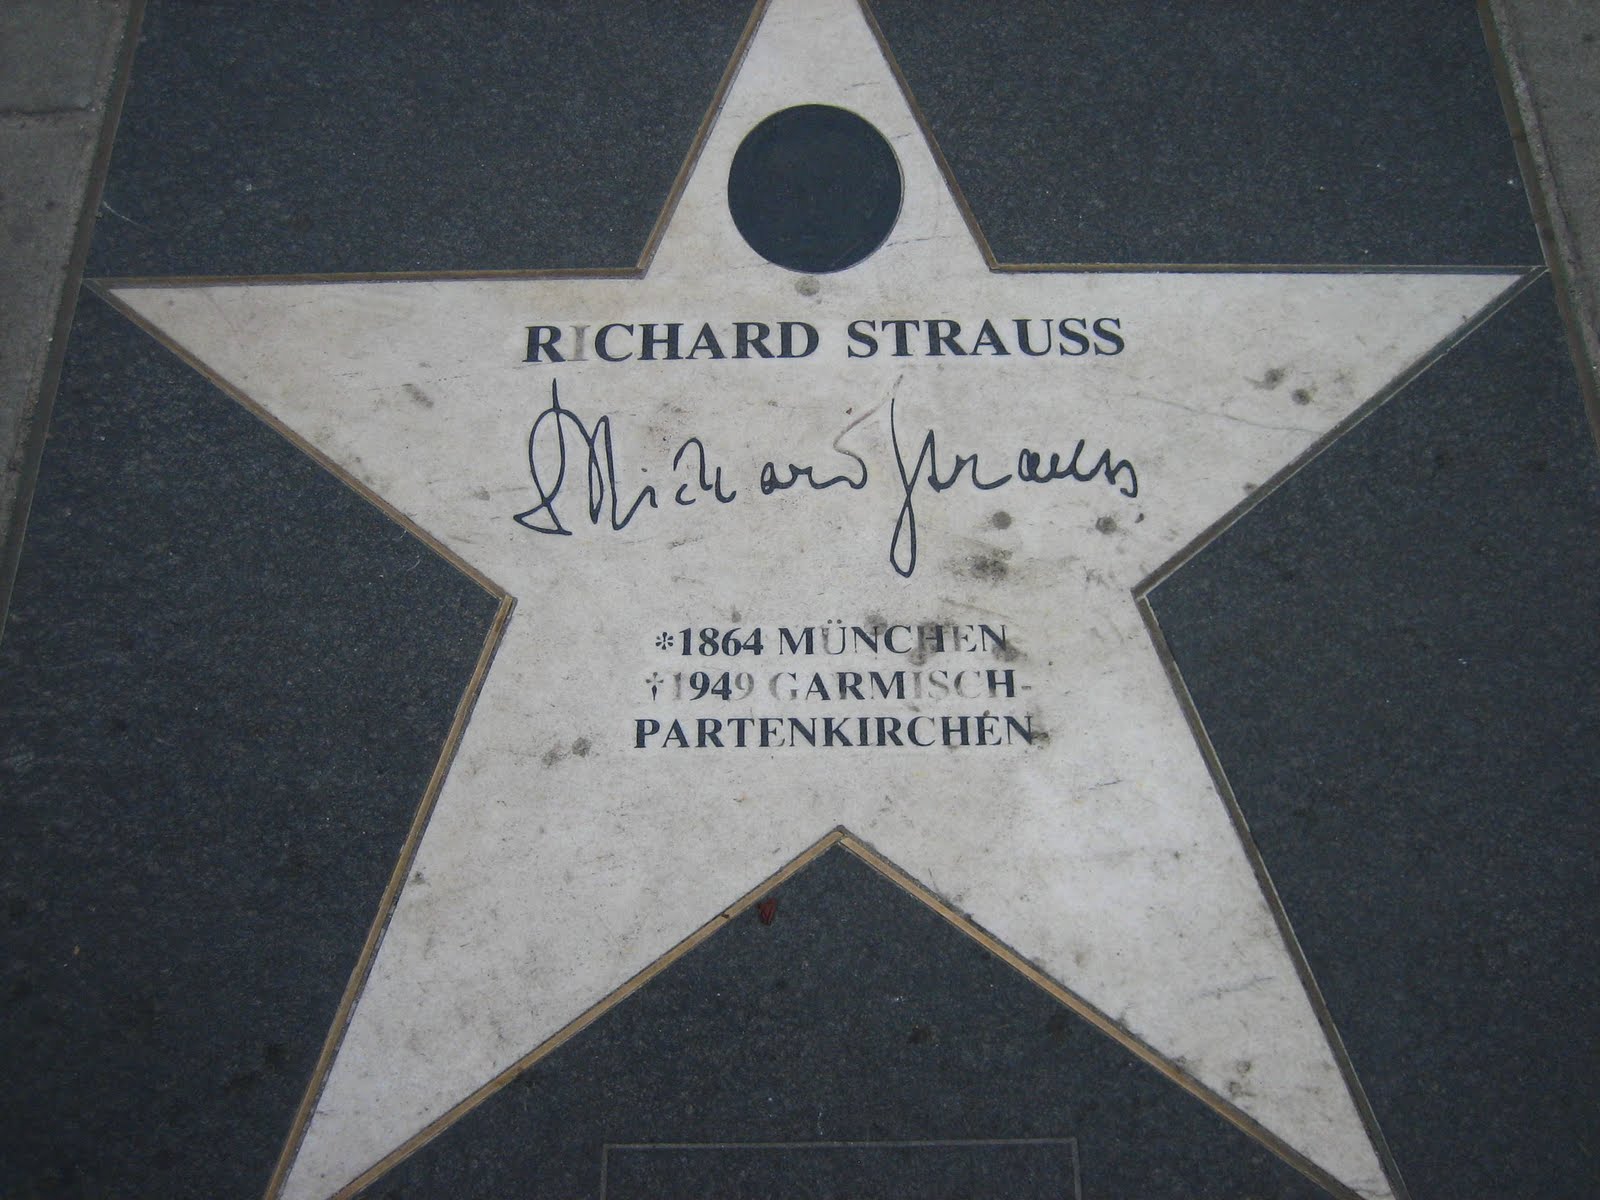 RICHARD STRAUSS
Richard Strauss
*1864 MÜNCHEN
†1949 GARMISCH-
PARTENKIRCHEN